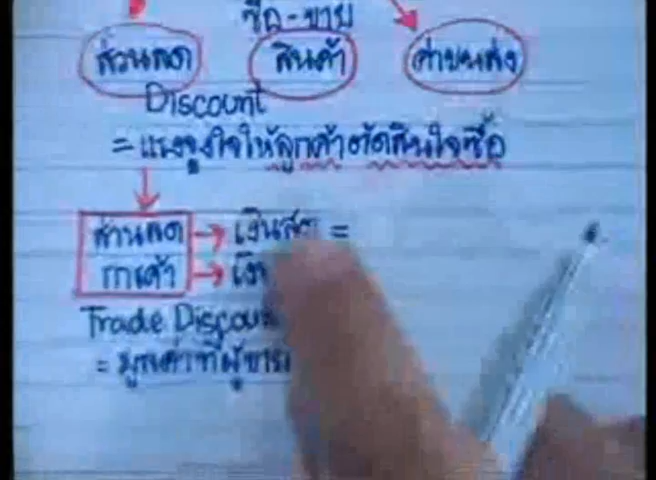 ซื้อ-ขาย
ส่วนลด สินค้า ค่าขนส่ง
Discount
= แรงจูงใจให้ลูกค้าตัดสินใจซื้อ
ส่วนลด → เงินสด =
การค้า →
Trade
= มูลค่าที่ผู้ขาย